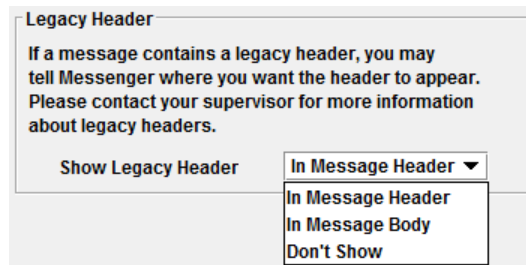 Legacy Header
If a message contains a legacy header, you may
tell Messenger where you want the header to appear.
Please contact your supervisor for more information
about legacy headers.
Show Legacy Header In Message Header
In Message Header
In Message Body
Don't Show